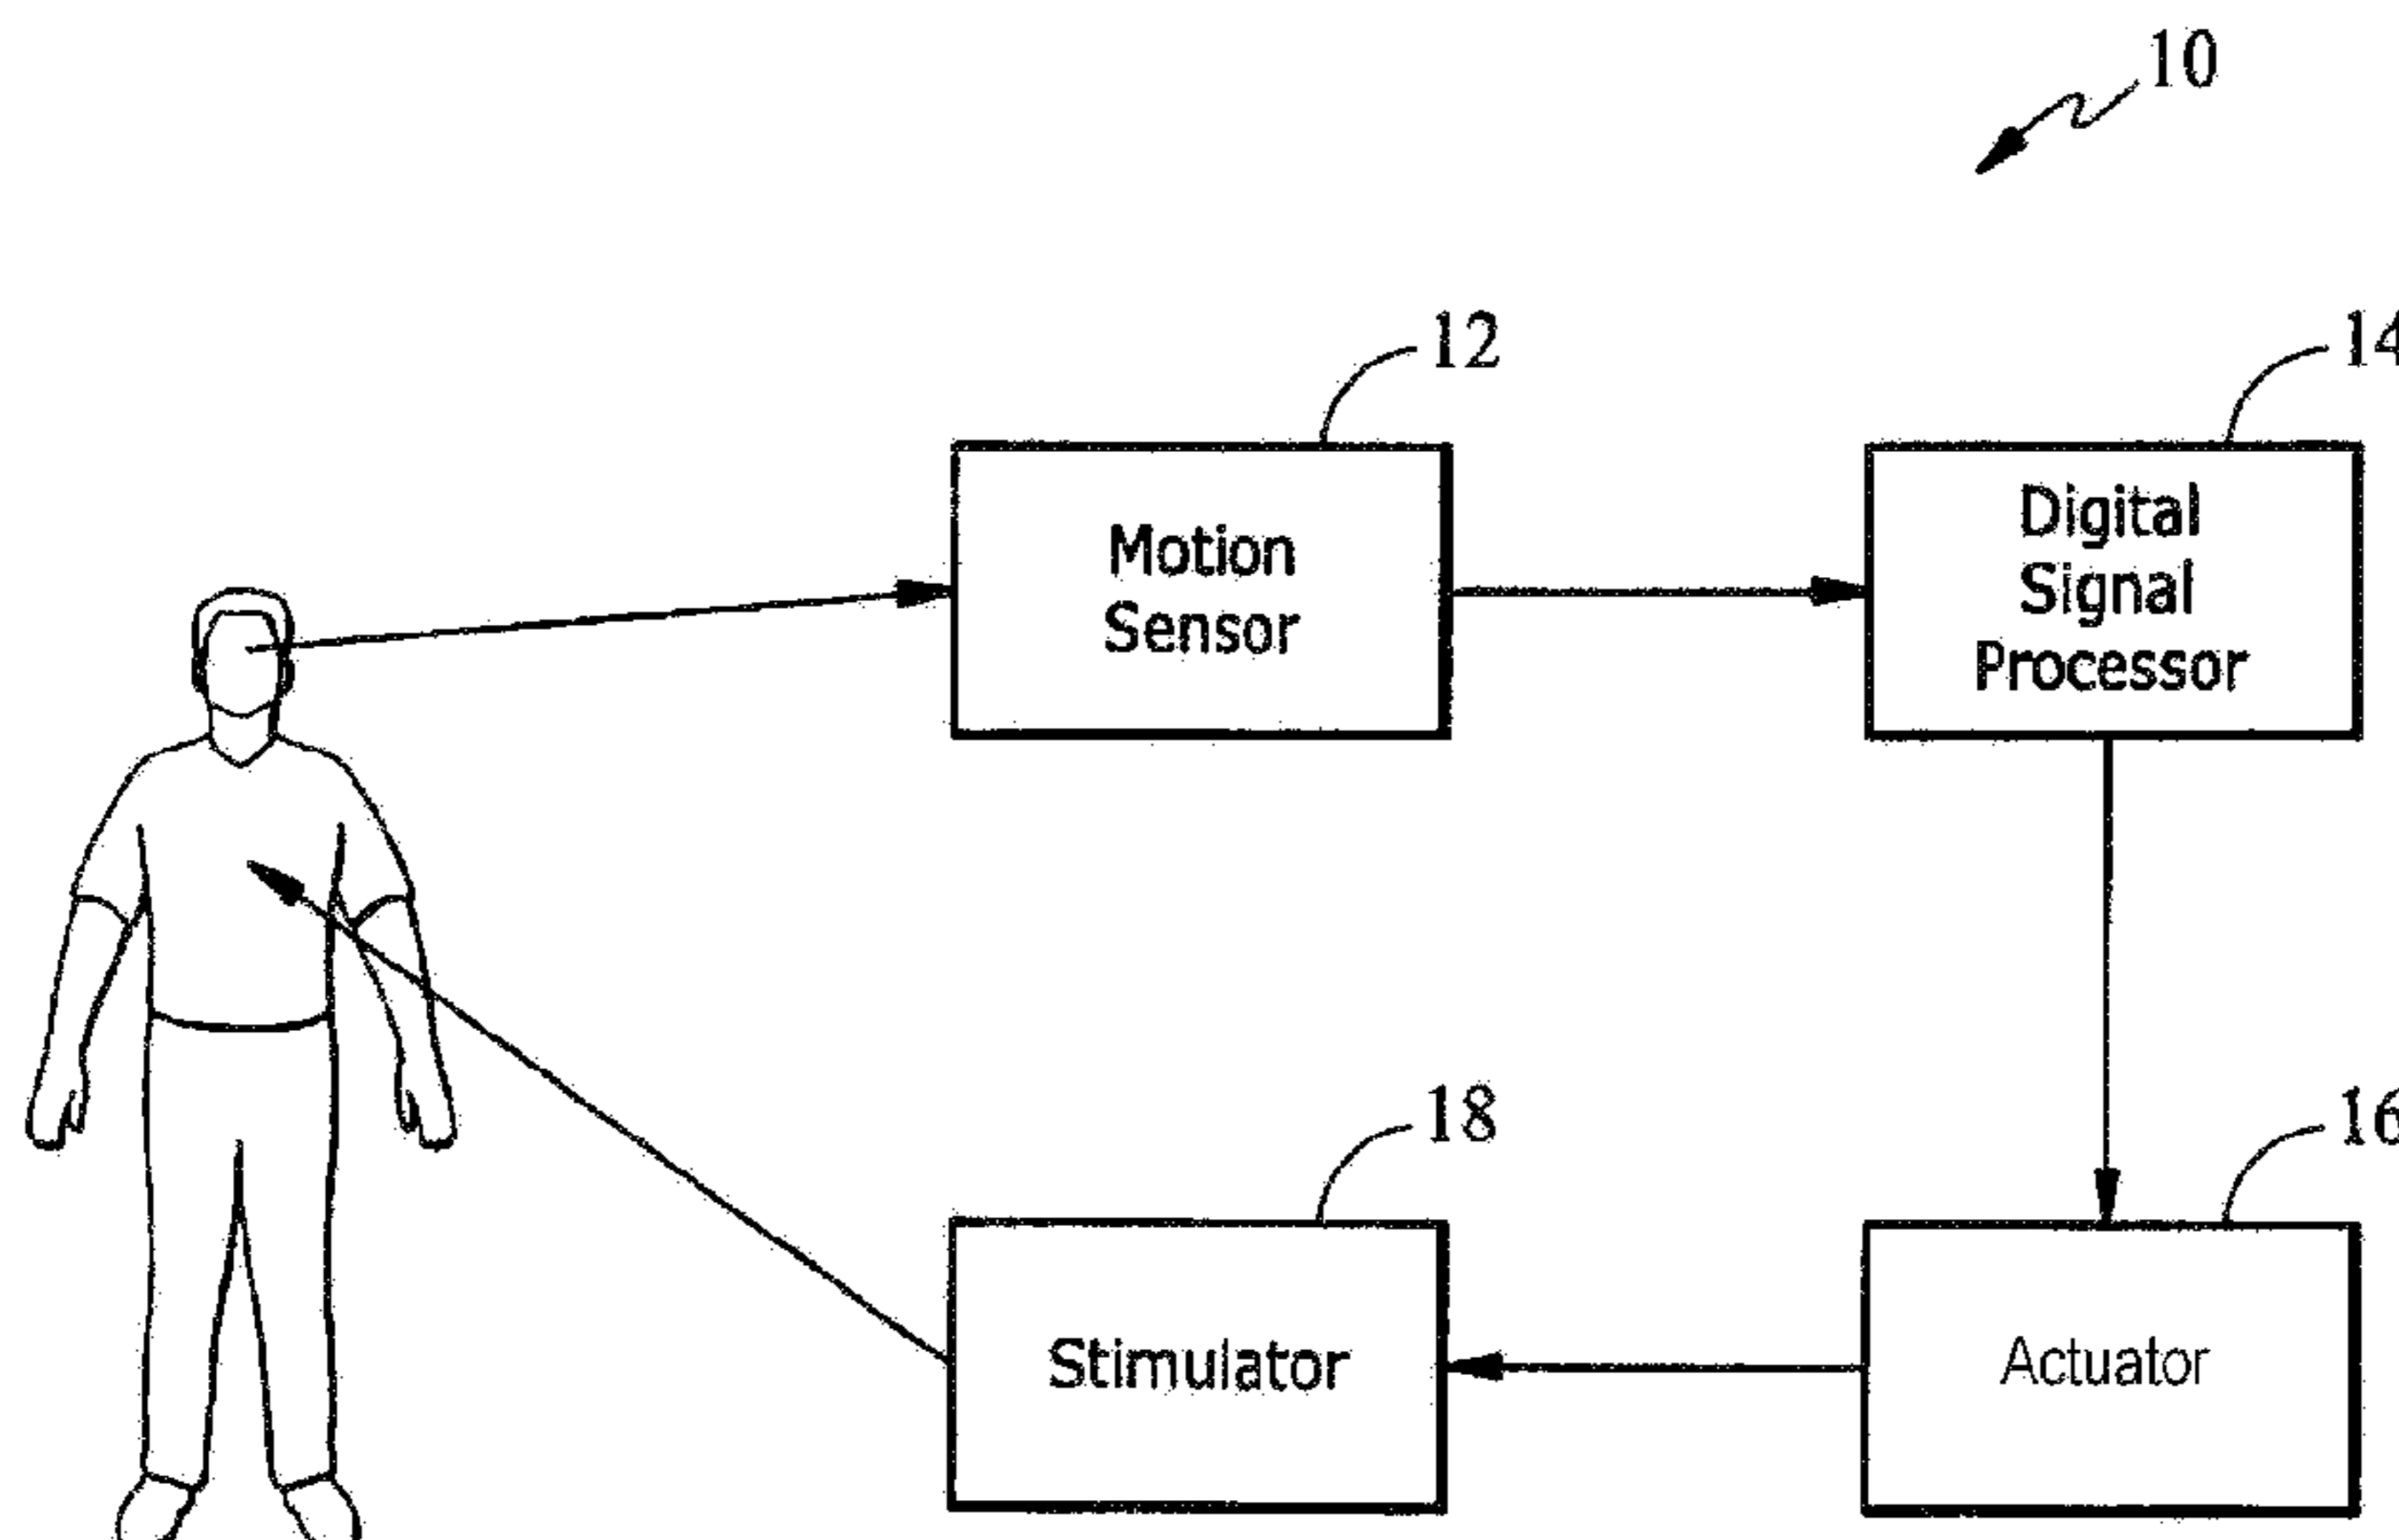 10
12
14
Motion
Sensor
Digital
Signal
Processor
18
16
Stimulator
Actuator